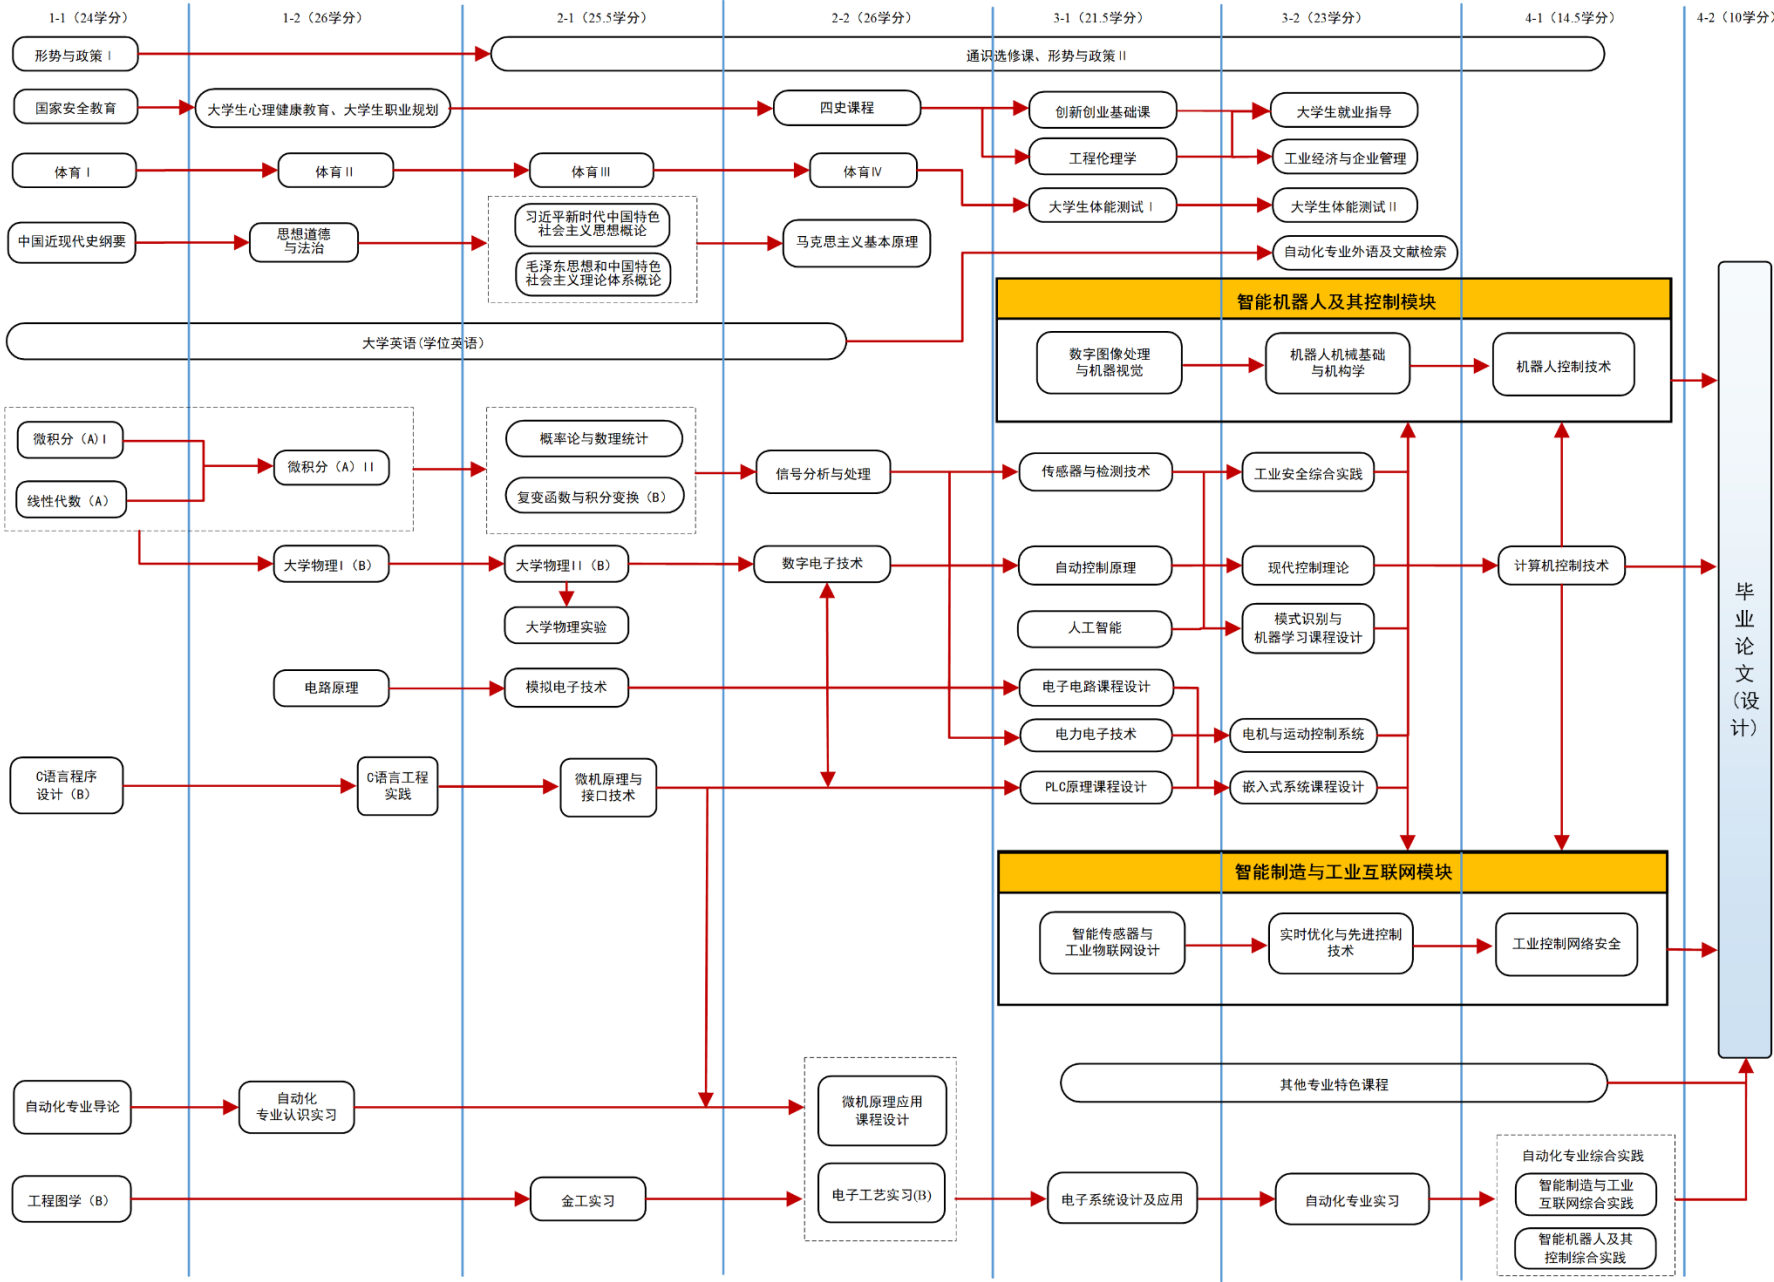 1-1（24学分）
1-2（26学分）
2-1（25.5学分）
2-2（26学分）
3-1（21.5学分）
3-2（23学分）
4-1（14.5学分）
4-2（10学分）
形势与政策Ⅰ
通识选修课、形势与政策Ⅱ
国家安全教育
大学生心理健康教育、大学生职业规划
四史课程
创新创业基础课
大学生就业指导
工程伦理学
工业经济与企业管理
体育Ⅰ
体育Ⅱ
体育Ⅲ
体育Ⅳ
大学生体能测试Ⅰ
大学生体能测试Ⅱ
中国近现代史纲要
思想道德
与法治
习近平新时代中国特色
社会主义思想概论
毛泽东思想和中国特色
社会主义理论体系概论
马克思主义基本原理
自动化专业外语及文献检索
大学英语(学位英语）
智能机器人及其控制模块
数字图像处理
与机器视觉
机器人机械基础
与机构学
机器人控制技术
微积分（A)I
线性代数（A）
微积分（A）II
概率论与数理统计
复变函数与积分变换（B）
信号分析与处理
传感器与检测技术
工业安全综合实践
大学物理I（B）
大学物理II（B）
数字电子技术
自动控制原理
现代控制理论
计算机控制技术
大学物理实验
人工智能
模式识别与
机器学习课程设计
电路原理
模拟电子技术
电子电路课程设计
电力电子技术
电机与运动控制系统
C语言程序
设计（B）
C语言工程
实践
微机原理与
接口技术
PLC原理课程设计
嵌入式系统课程设计
智能制造与工业互联网模块
智能传感器与
工业物联网设计
实时优化与先进控制
技术
工业控制网络安全
毕
业
论
文
(设
计）
其他专业特色课程
自动化专业导论
自动化
专业认识实习
微机原理应用
课程设计
工程图学（B）
金工实习
电子工艺实习(B)
电子系统设计及应用
自动化专业实习
自动化专业综合实践
智能制造与工业
互联网综合实践
智能机器人及其
控制综合实践